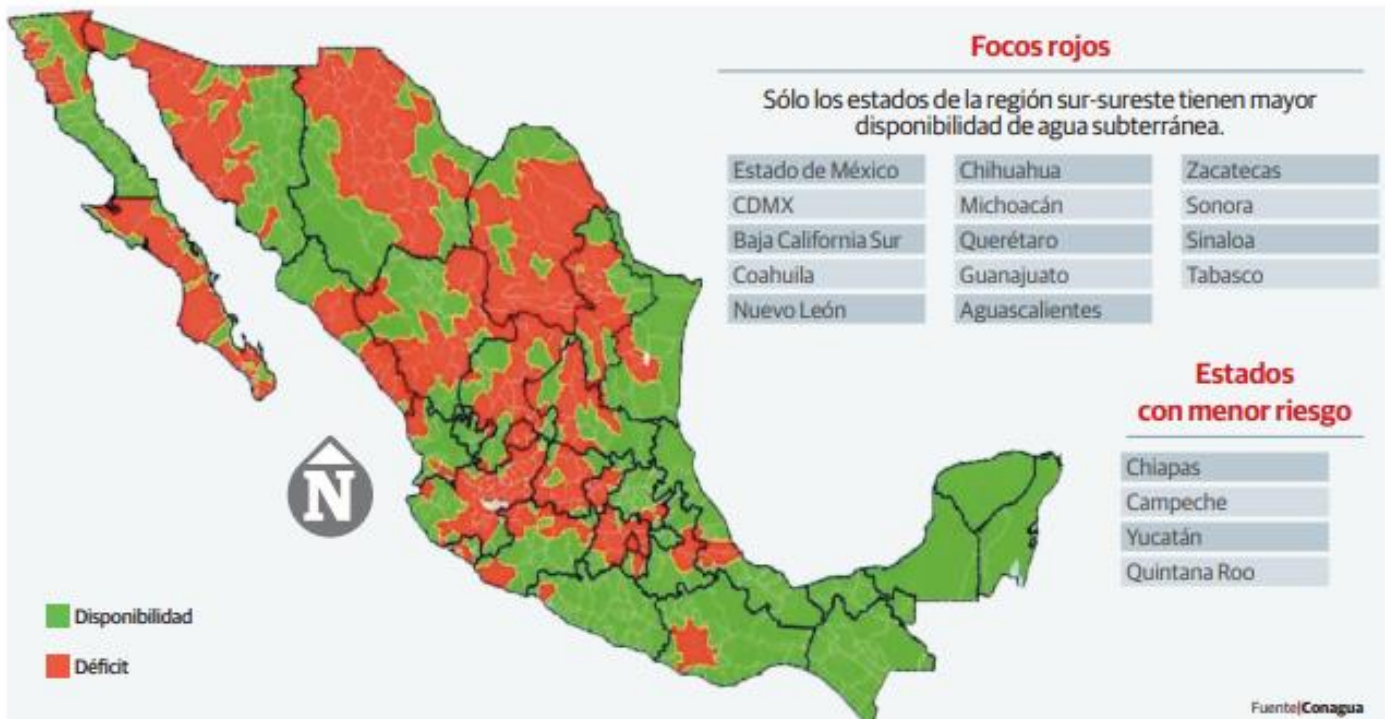 Focos rojos
Sólo los estados de la región sur-sureste tienen mayor
disponibilidad de agua subterránea.
Estado de México
CDMX
Baja California Sur
Coahuila
Nuevo León
Chihuahua
Michoacán
Querétaro
Guanajuato
Aguascalientes
Zacatecas
Sonora
Sinaloa
Tabasco
Estados
con menor riesgo
Chiapas
Campeche
Yucatán
Quintana Roo
N
Disponibilidad
Déficit
Fuente|Conagua